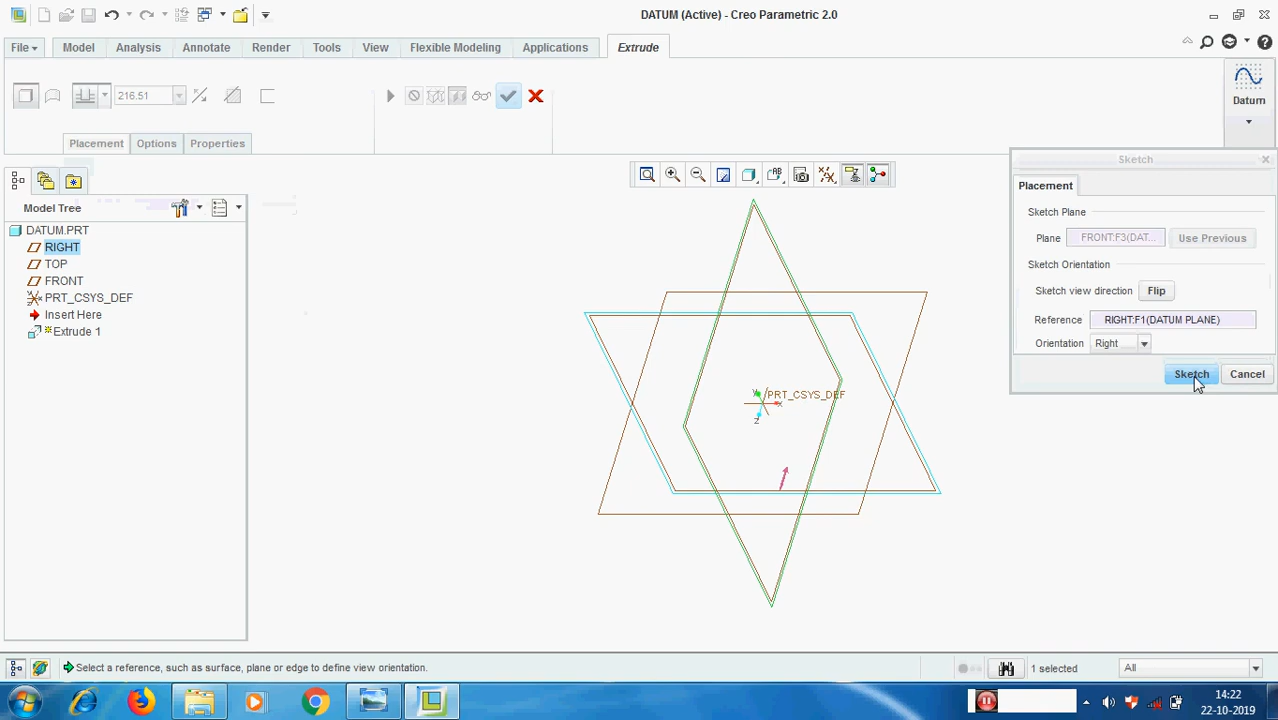 DATUM (Active) - Creo Parametric 2.0
File Model Analysis Annotate Render Tools View Flexible Modeling Applications Extrude
216.51
Datum
Placement Options Properties
Sketch
Placement
Sketch Plane
Plane FRONT:F3(DAT... Use Previous
Sketch Orientation
Sketch view direction Flip
Reference RIGHT:F1(DATUM PLANE)
Orientation Right
Sketch Cancel
Model Tree
DATUM.PRT
RIGHT
TOP
FRONT
PRT_CSYS_DEF
Insert Here
Extrude 1
Y PRT_CSYS_DEF
X
Z
Select a reference, such as surface, plane or edge to define view orientation.
1 selected
All
14:22
22-10-2019